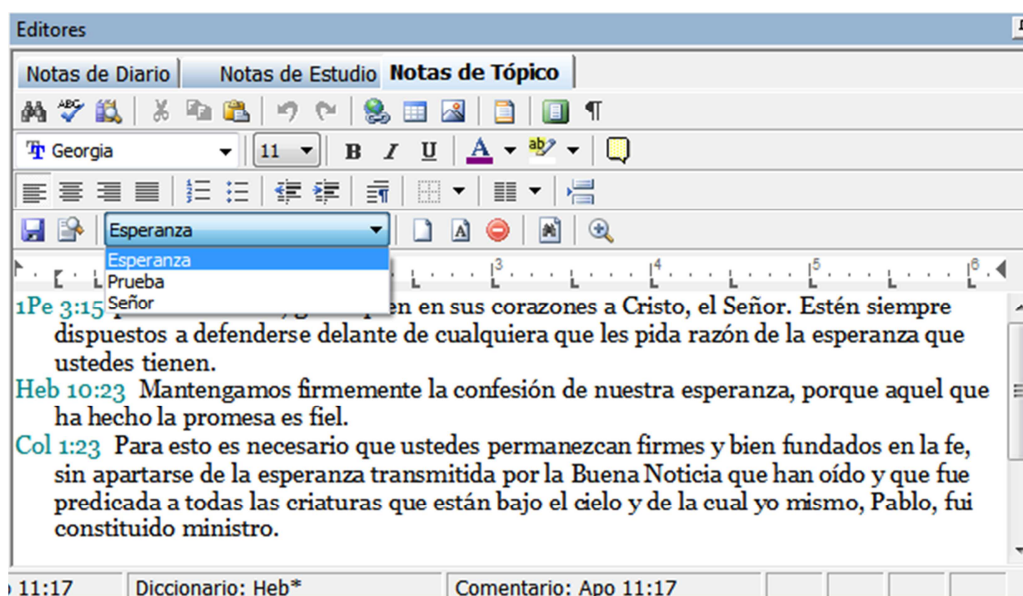 Editores
Notas de Diario Notas de Estudio Notas de Tópico
ABC
Georgia 11 B I U A ab
Esperanza A
Esperanza
Prueba
Señor
3 4 5 6
1Pe 3:15 en sus corazones a Cristo, el Señor. Estén siempre
dispuestos a defenderse delante de cualquiera que les pida razón de la esperanza que
ustedes tienen.
Heb 10:23 Mantengamos firmemente la confesión de nuestra esperanza, porque aquel que
ha hecho la promesa es fiel.
Col 1:23 Para esto es necesario que ustedes permanezcan firmes y bien fundados en la fe,
sin apartarse de la esperanza transmitida por la Buena Noticia que han oído y que fue
predicada a todas las criaturas que están bajo el cielo y de la cual yo mismo, Pablo, fui
constituido ministro.
11:17 Diccionario: Heb* Comentario: Apo 11:17